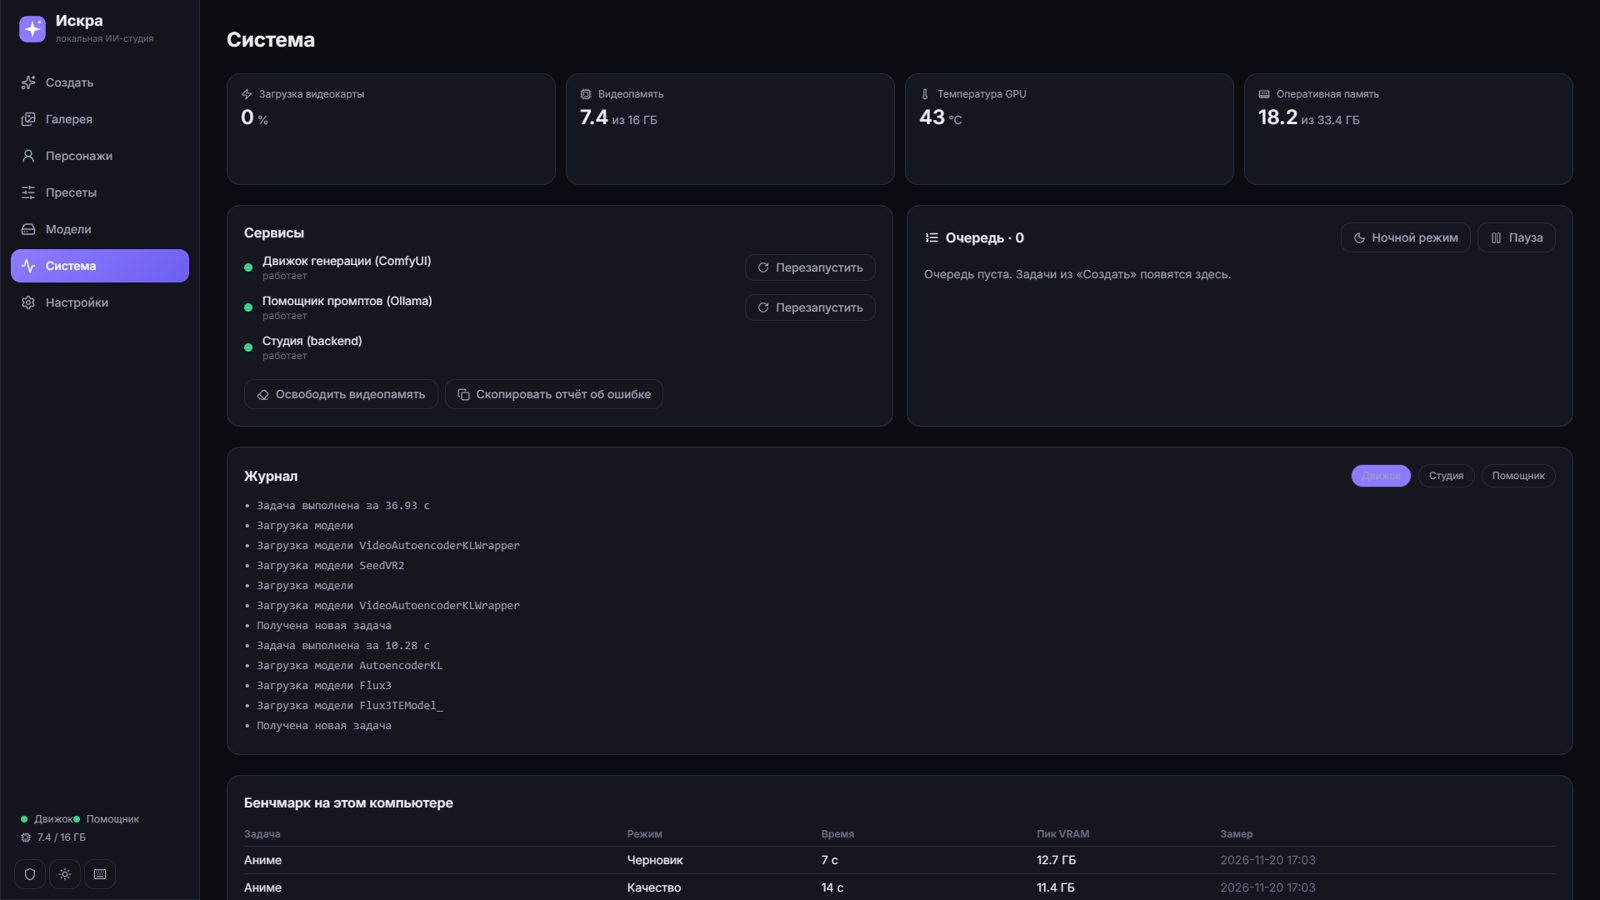 Искра
локальная ИИ-студия
Создать
Галерея
Персонажи
Пресеты
Модели
Система
Настройки
Движок Помощник
7.4 / 16 ГБ
Система
Загрузка видеокарты
0 %
Видеопамять
7.4 из 16 ГБ
Температура GPU
43 °C
Оперативная память
18.2 из 33.4 ГБ
Сервисы
Движок генерации (ComfyUI)
работает
Перезапустить
Помощник промптов (Ollama)
работает
Перезапустить
Студия (backend)
работает
Освободить видеопамять
Скопировать отчёт об ошибке
Очередь · 0
Ночной режим
Пауза
Очередь пуста. Задачи из «Создать» появятся здесь.
Журнал
Движок
Студия
Помощник
• Задача выполнена за 36.93 с
• Загрузка модели
• Загрузка модели VideoAutoencoderKLWrapper
• Загрузка модели SeedVR2
• Загрузка модели
• Загрузка модели VideoAutoencoderKLWrapper
• Получена новая задача
• Задача выполнена за 10.28 с
• Загрузка модели AutoencoderKL
• Загрузка модели Flux3
• Загрузка модели Flux3TEModel_
• Получена новая задача
Бенчмарк на этом компьютере
Задача Режим Время Пик VRAM Замер
Аниме Черновик 7 с 12.7 ГБ 2026-11-20 17:03
Аниме Качество 14 с 11.4 ГБ 2026-11-20 17:03